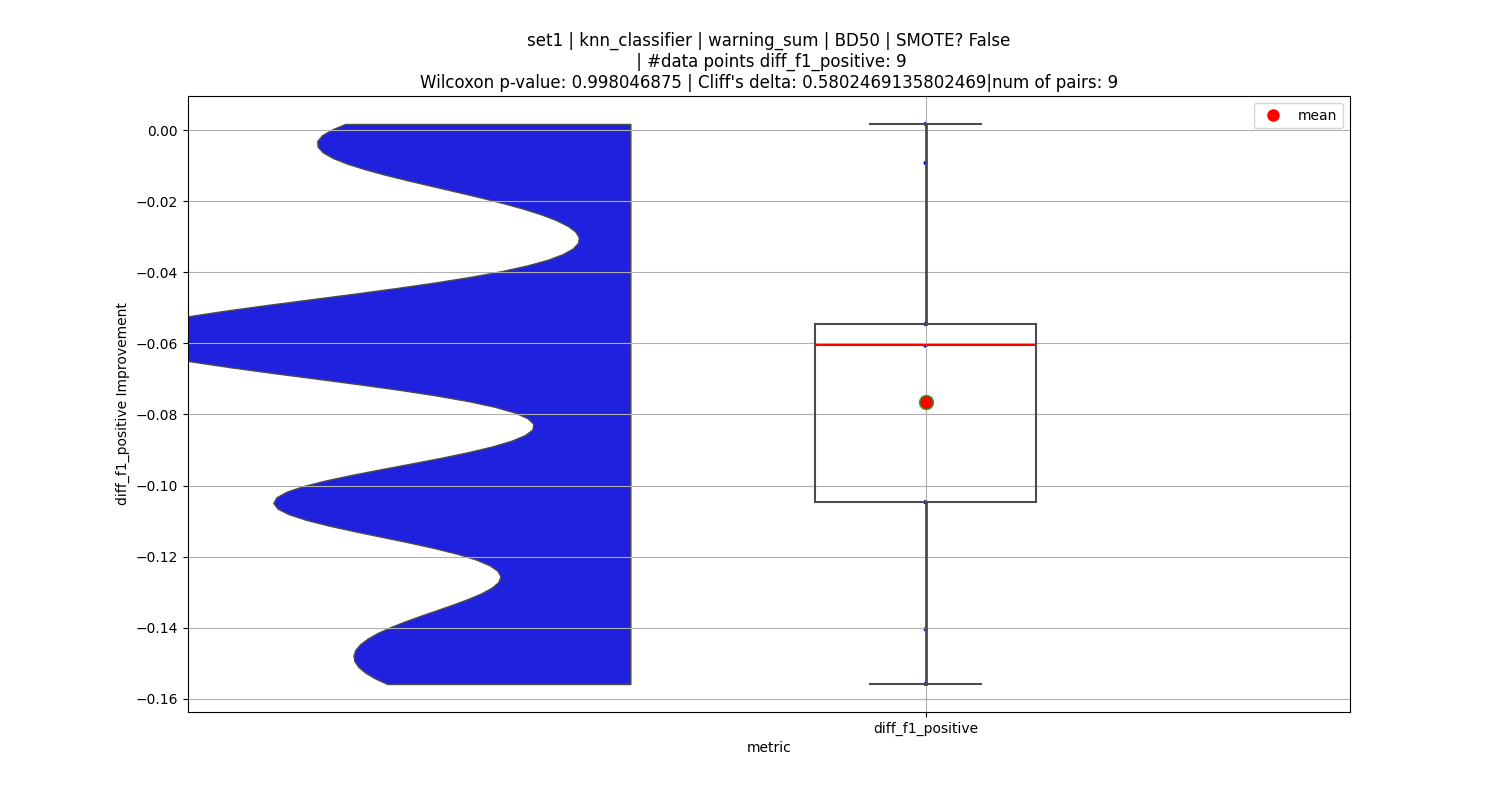 set1 | knn_classifier | warning_sum | BD50 | SMOTE? False
| #data points diff_f1_positive: 9
Wilcoxon p-value: 0.998046875 | Cliff's delta: 0.5802469135802469|num of pairs: 9
mean
0.00
−0.02
−0.04
−0.06
−0.08
−0.10
−0.12
−0.14
−0.16
diff_f1_positive Improvement
diff_f1_positive
metric